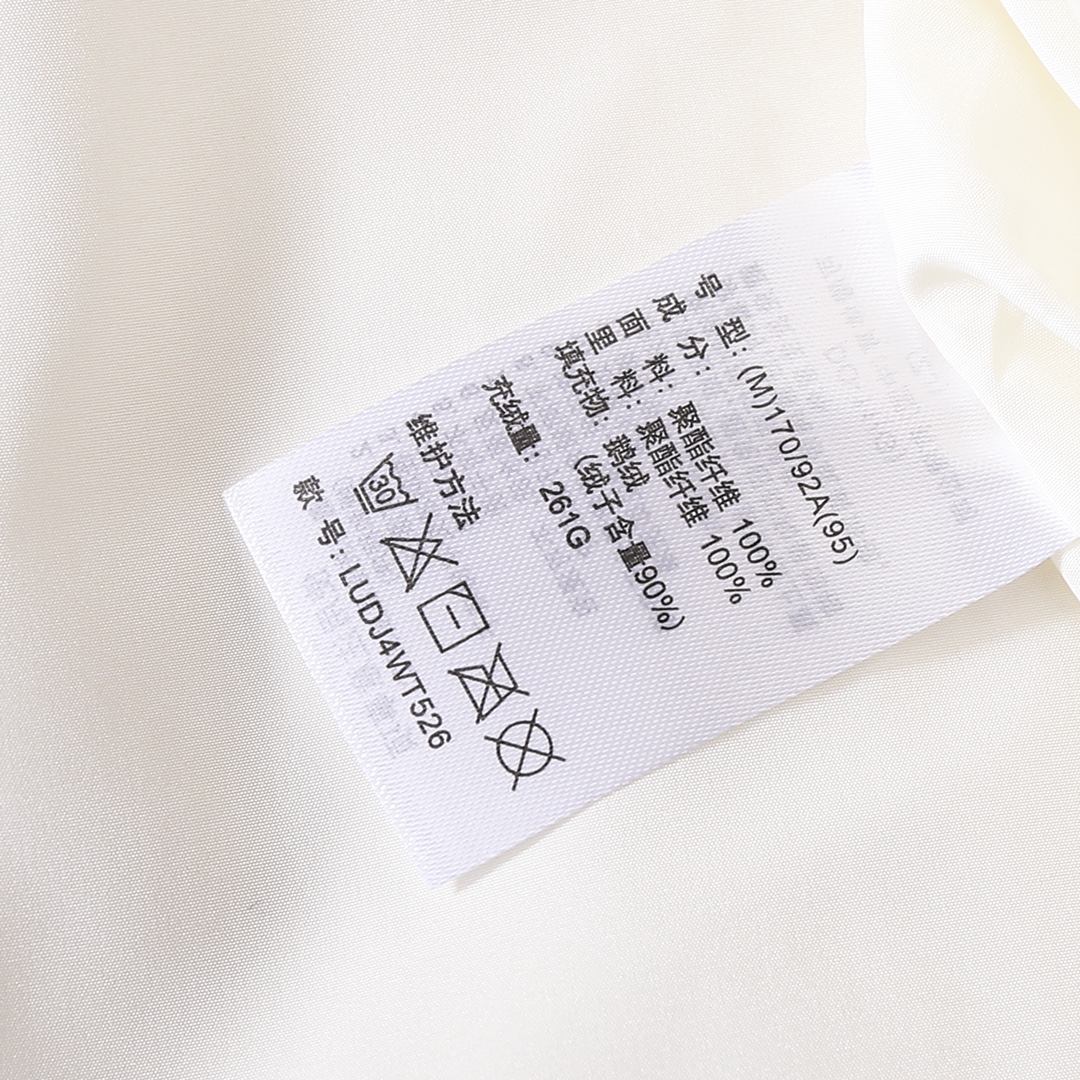 号 型: (M)170/92A(95)
成 分:
面 料: 聚酯纤维 100%
里 料: 聚酯纤维 100%
填充物: 鹅绒
(绒子含量90%)
充绒量: 261G
维护方法
30
款 号: LUDJ4WT526